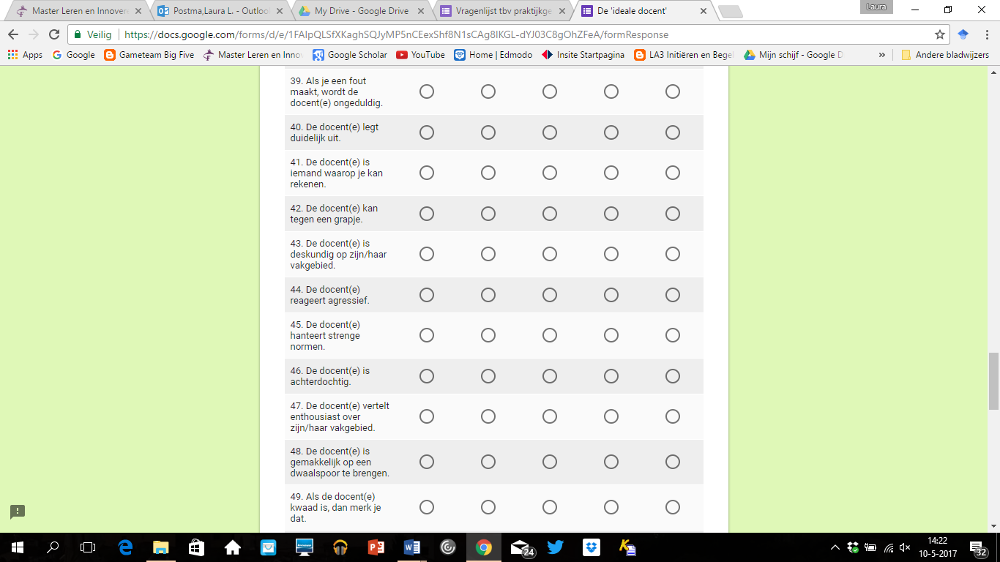 Master Leren en Innover
Postma,Laura L. - Outloo
My Drive - Google Drive
Vragenlijst tbv praktijkge
De 'ideale docent'
Laura
Veilig
https://docs.google.com/forms/d/e/1FAIpQLSfXKaghSQJyMP5nCEexShf8N1sCAg8IKGL-dYJ03C8gOhZFeA/formResponse
Apps
Google
Gameteam Big Five
Master Leren en Inno
Google Scholar
YouTube
Home | Edmodo
Insite Startpagina
LA3 Initiëren en Bege
Mijn schijf - Google D
»
Andere bladwijzers
39. Als je een fout
maakt, wordt de
docent(e) ongeduldig.
40. De docent(e) legt
duidelijk uit.
41. De docent(e) is
iemand waarop je kan
rekenen.
42. De docent(e) kan
tegen een grapje.
43. De docent(e) is
deskundig op zijn/haar
vakgebied.
44. De docent(e)
reageert agressief.
45. De docent(e)
hanteert strenge
normen.
46. De docent(e) is
achterdochtig.
47. De docent(e) vertelt
enthousiast over
zijn/haar vakgebied.
48. De docent(e) is
gemakkelijk op een
dwaalspoor te brengen.
49. Als de docent(e)
kwaad is, dan merk je
dat.
24
14:22
10-5-2017
32